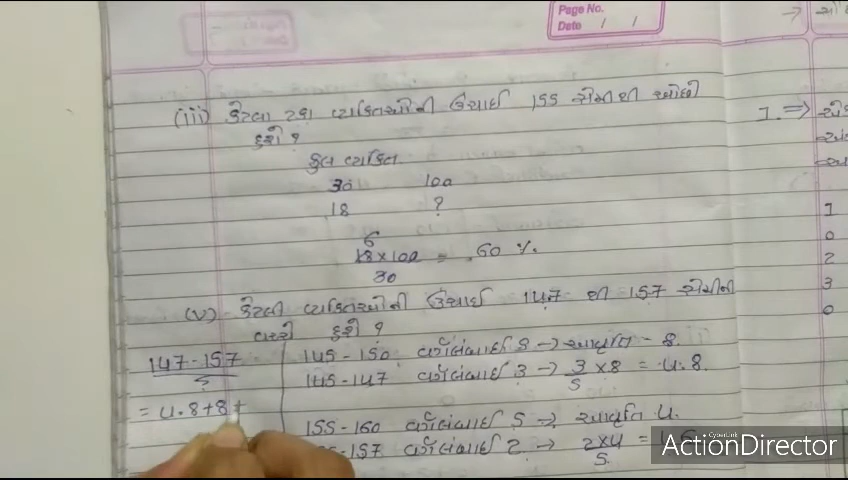 Page No.
Date / /
(iii) કેટલા ટકા વ્યક્તિઓની ઉંચાઈ 155 સેમીથી ઓછી
હશે ?
કુલ વ્યક્તિ
30 100
18 ?
6
18 × 100 = 60 %.
30
(v) કેટલી વ્યક્તિઓની ઉંચાઈ 147 થી 157 સેમીની
વચ્ચે હશે ?
147 - 157
145 - 150 વર્ગલંબાઈ 5 → આવૃત્તિ - 8.
145 - 147 વર્ગલંબાઈ 3 → 3/5 × 8 = 4.8.
= 4.8 + 8 +
155 - 160 વર્ગલંબાઈ 5 → આવૃત્તિ 4.
157 વર્ગલંબાઈ 2 → 2×4/5 =
CyberLink
ActionDirector